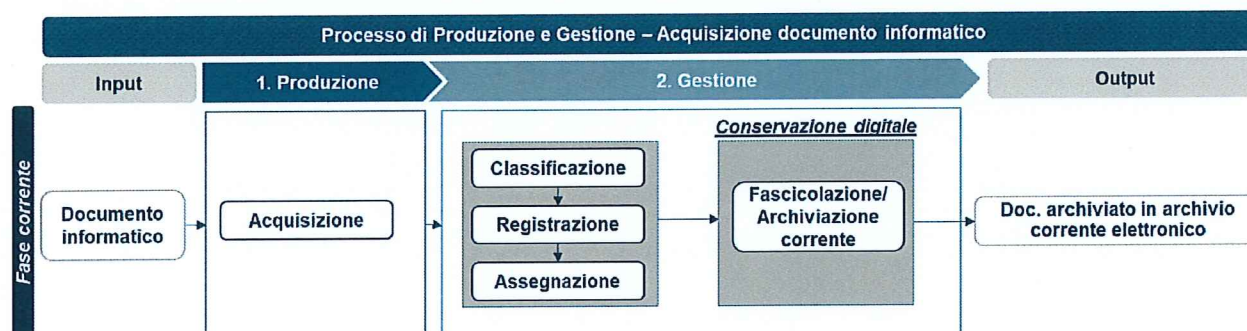 Processo di Produzione e Gestione – Acquisizione documento informatico
Input
1. Produzione
2. Gestione
Output
Fase corrente
Documento
informatico
Acquisizione
Classificazione
Registrazione
Assegnazione
Conservazione digitale
Fascicolazione/
Archiviazione
corrente
Doc. archiviato in archivio
corrente elettronico